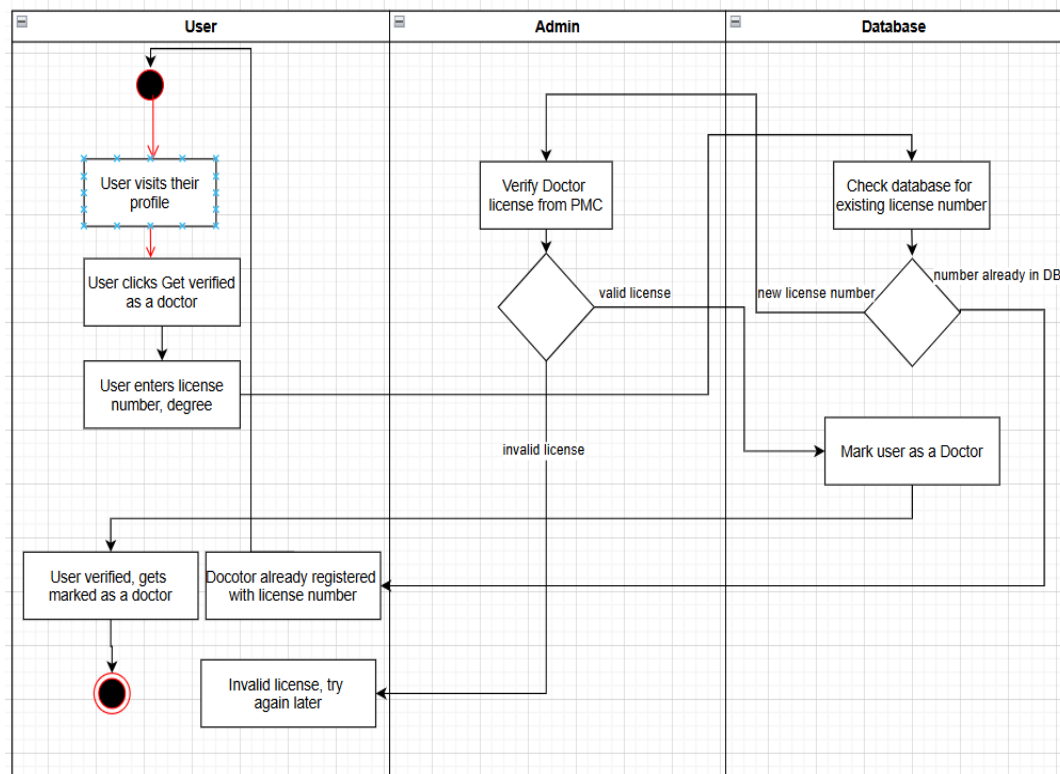 User
Admin
Database
User visits their
profile
User clicks Get verified
as a doctor
User enters license
number, degree
Verify Doctor
license from PMC
Check database for
existing license number
valid license
new license number
number already in DB
invalid license
Mark user as a Doctor
User verified, gets
marked as a doctor
Docotor already registered
with license number
Invalid license, try
again later